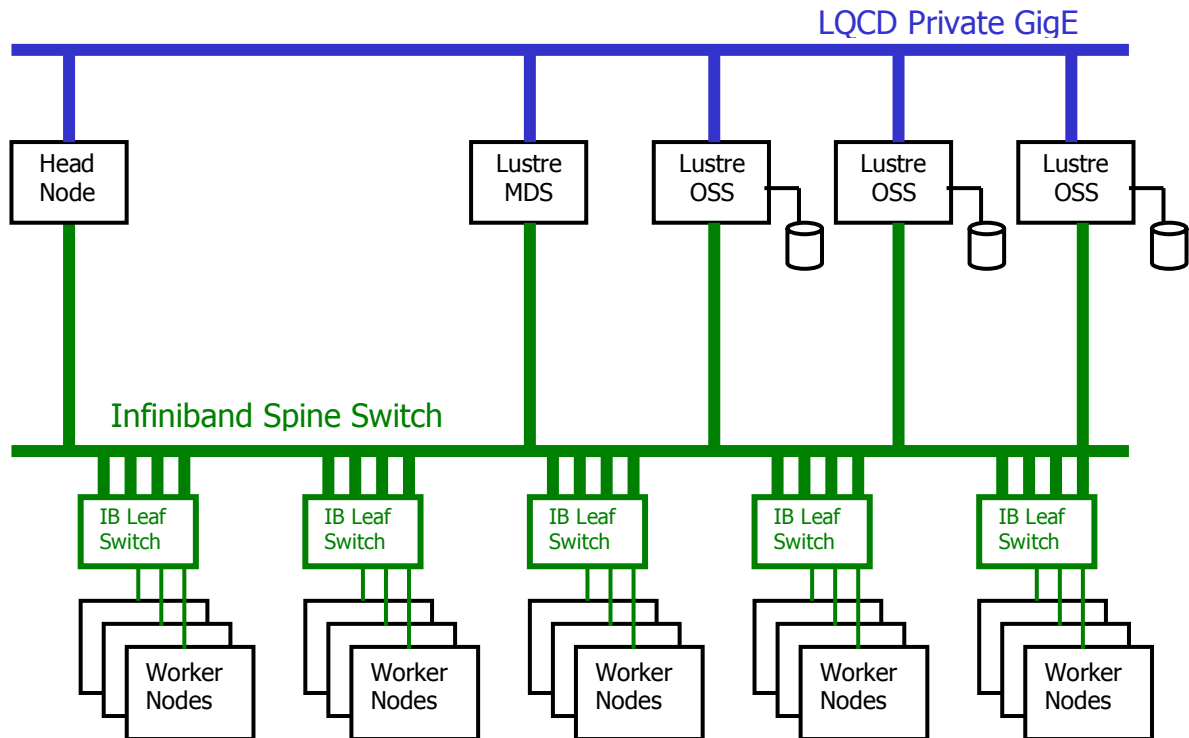 LQCD Private GigE
Head
Node
Lustre
MDS
Lustre
OSS
Lustre
OSS
Lustre
OSS
Infiniband Spine Switch
IB Leaf
Switch
IB Leaf
Switch
IB Leaf
Switch
IB Leaf
Switch
IB Leaf
Switch
Worker
Nodes
Worker
Nodes
Worker
Nodes
Worker
Nodes
Worker
Nodes